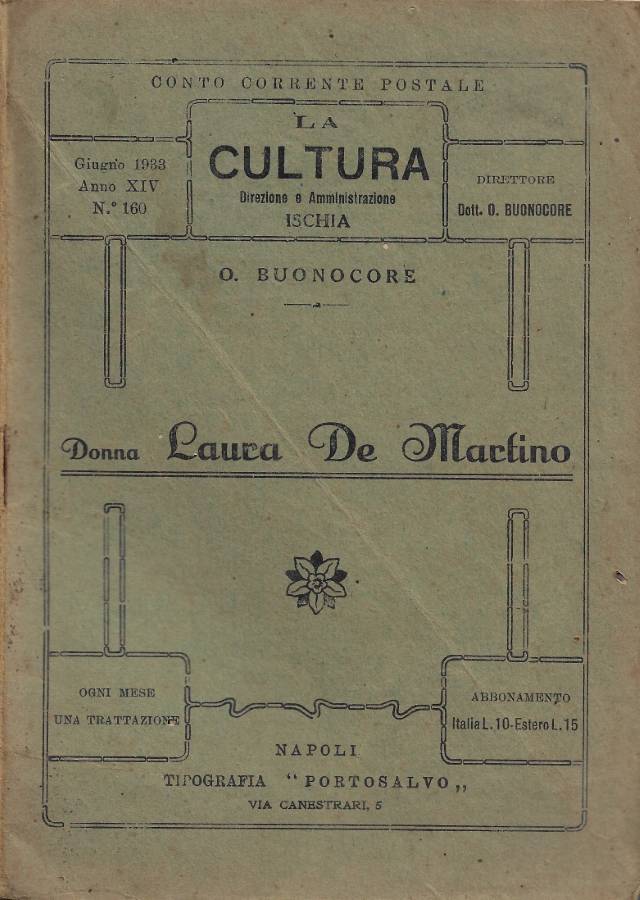 CONTO CORRENTE POSTALE
LA
CULTURA
Direzione e Amministrazione
ISCHIA
Giugno 1933
Anno XIV
N.° 160
DIRETTORE
Dott. O. BUONOCORE
O. BUONOCORE
Donna Laura De Martino
OGNI MESE
UNA TRATTAZIONE
ABBONAMENTO
Italia L. 10-Estero L. 15
NAPOLI
TIPOGRAFIA “ PORTOSALVO „
VIA CANESTRARI, 5